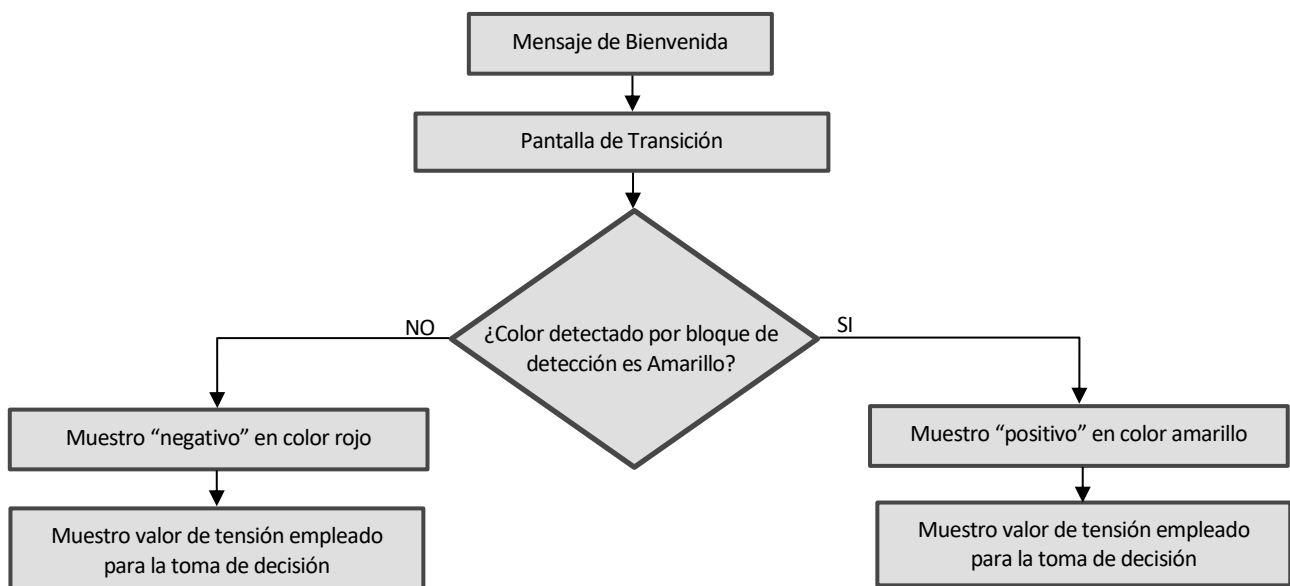 Mensaje de Bienvenida
Pantalla de Transición
¿Color detectado por bloque de
detección es Amarillo?
NO
SI
Muestro “negativo” en color rojo
Muestro “positivo” en color amarillo
Muestro valor de tensión empleado
para la toma de decisión
Muestro valor de tensión empleado
para la toma de decisión